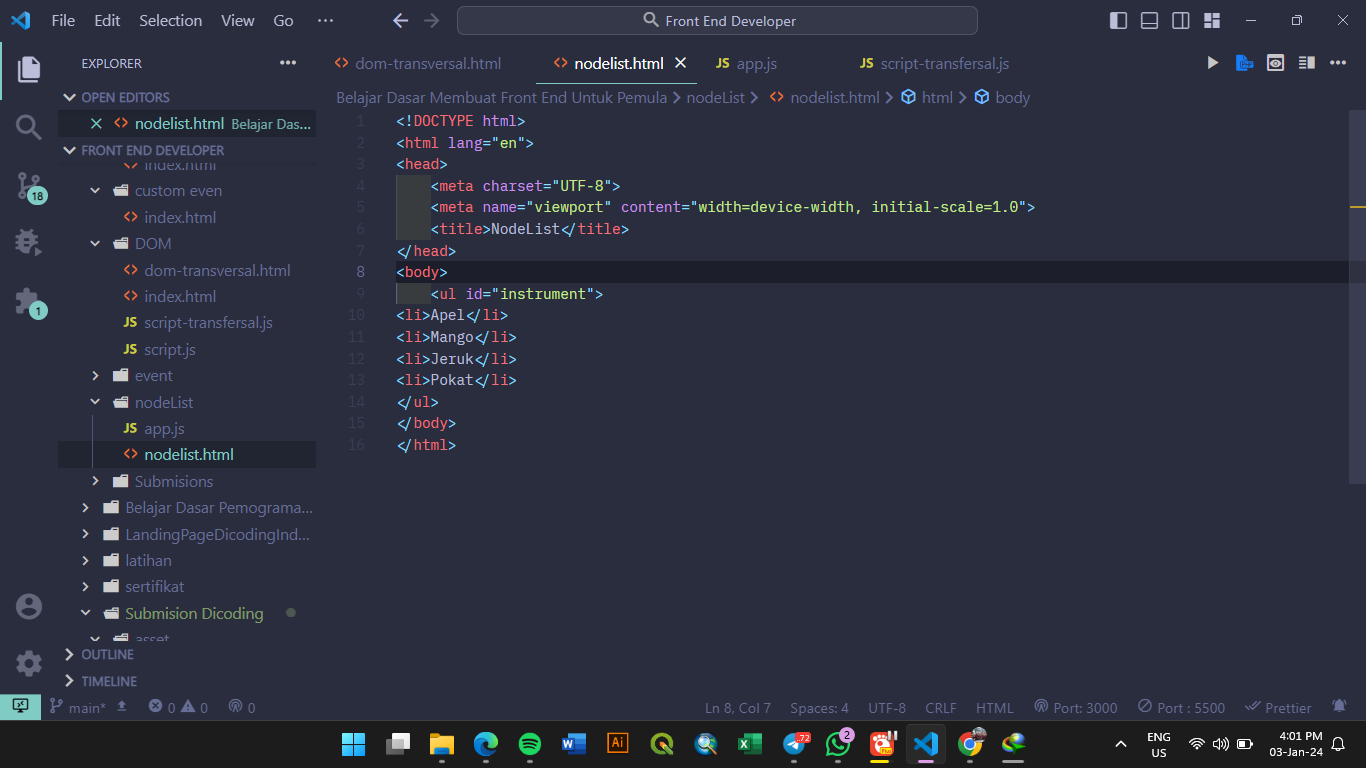 File Edit Selection View Go ··· Front End Developer
EXPLORER ···
OPEN EDITORS
nodelist.html Belajar Das...
FRONT END DEVELOPER
index.html
custom even
index.html
DOM
dom-transversal.html
index.html
JS script-transfersal.js
JS script.js
event
nodeList
JS app.js
nodelist.html
Submisions
Belajar Dasar Pemograma...
LandingPageDicodingInd...
latihan
sertifikat
Submision Dicoding
asset
OUTLINE
TIMELINE
18
1
dom-transversal.html nodelist.html JS app.js JS script-transfersal.js
Belajar Dasar Membuat Front End Untuk Pemula > nodeList > nodelist.html > html > body
1 <!DOCTYPE html>
2 <html lang="en">
3 <head>
4 <meta charset="UTF-8">
5 <meta name="viewport" content="width=device-width, initial-scale=1.0">
6 <title>NodeList</title>
7 </head>
8 <body>
9 <ul id="instrument">
10 <li>Apel</li>
11 <li>Mango</li>
12 <li>Jeruk</li>
13 <li>Pokat</li>
14 </ul>
15 </body>
16 </html>
main* 0 0 0 Ln 8, Col 7 Spaces: 4 UTF-8 CRLF HTML Port: 3000 Port : 5500 Prettier
W Ai X 72 2
ENG
US
4:01 PM
03-Jan-24